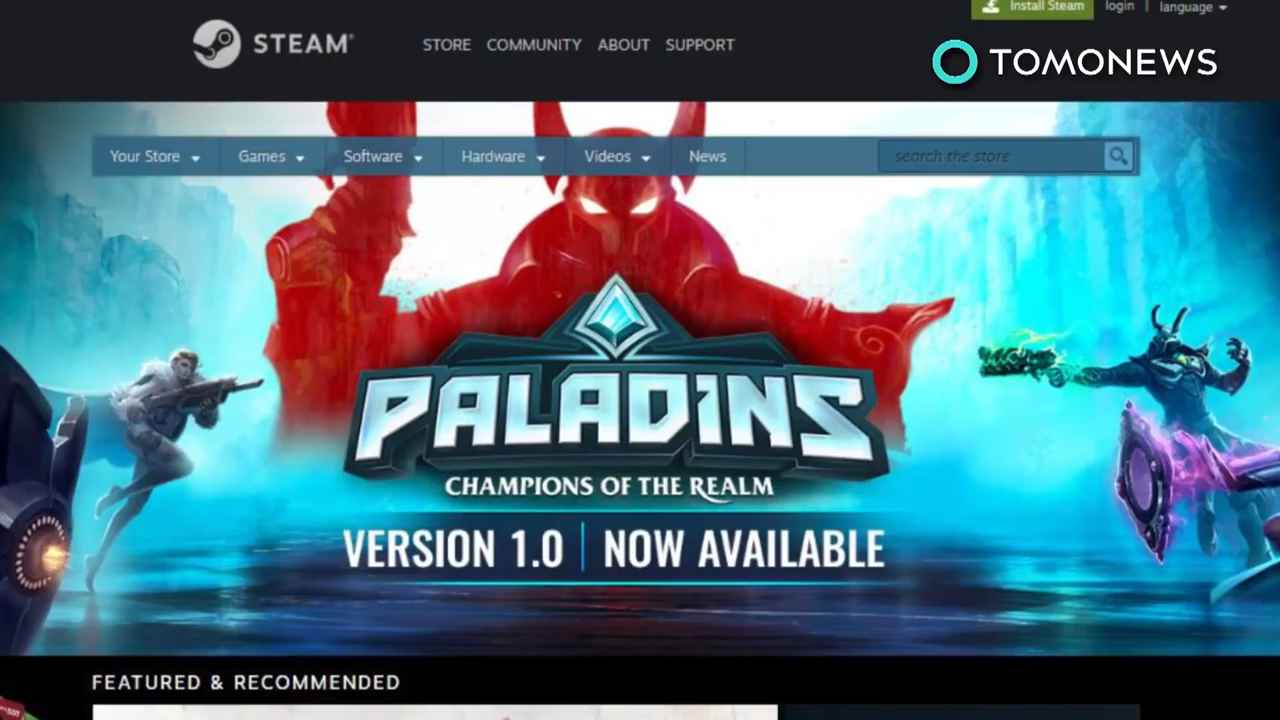 Install Steam login language
STEAM® STORE COMMUNITY ABOUT SUPPORT
TOMONEWS
Your Store Games Software Hardware Videos News search the store
PALADINS
CHAMPIONS OF THE REALM
VERSION 1.0 NOW AVAILABLE
FEATURED & RECOMMENDED